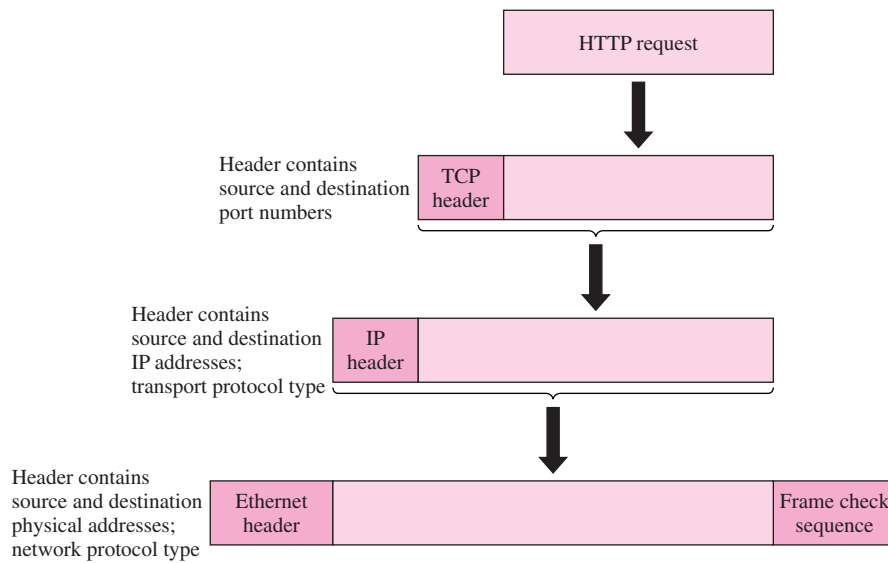 HTTP request
Header contains
source and destination
port numbers
TCP
header
Header contains
source and destination
IP addresses;
transport protocol type
IP
header
Header contains
source and destination
physical addresses;
network protocol type
Ethernet
header
Frame check
sequence